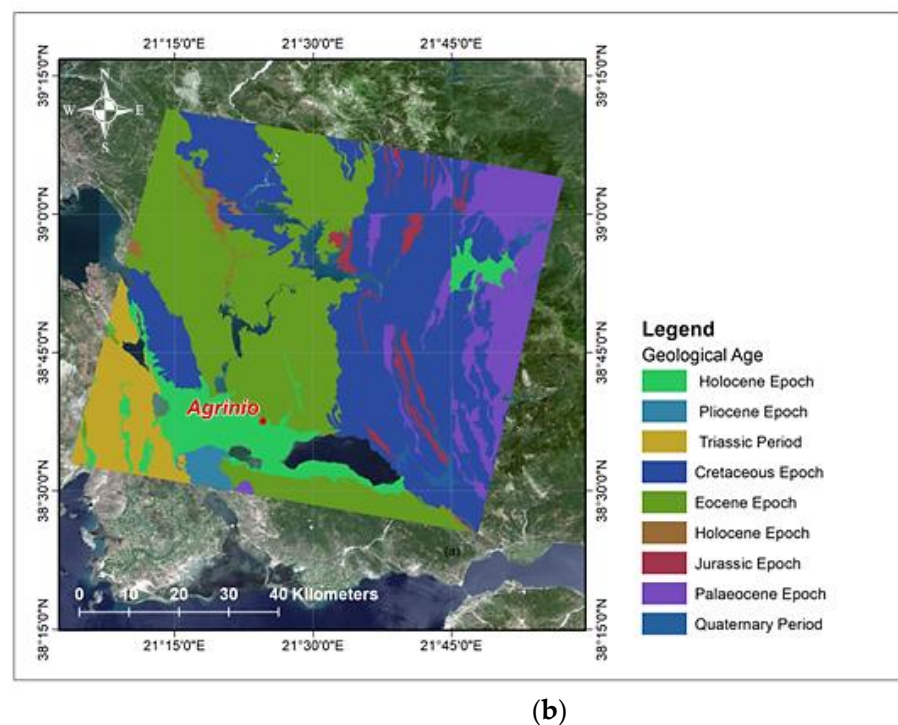 21°15'0"E 21°30'0"E 21°45'0"E
39°15'0"N 39°15'0"N
N
W E
S
39°0'0"N 39°0'0"N
38°45'0"N 38°45'0"N
Agrinio
38°30'0"N 38°30'0"N
(a)
0 10 20 30 40 Kilometers
38°15'0"N 38°15'0"N
21°15'0"E 21°30'0"E 21°45'0"E
Legend
Geological Age
Holocene Epoch
Pliocene Epoch
Triassic Period
Cretaceous Epoch
Eocene Epoch
Holocene Epoch
Jurassic Epoch
Palaeocene Epoch
Quaternary Period
(b)